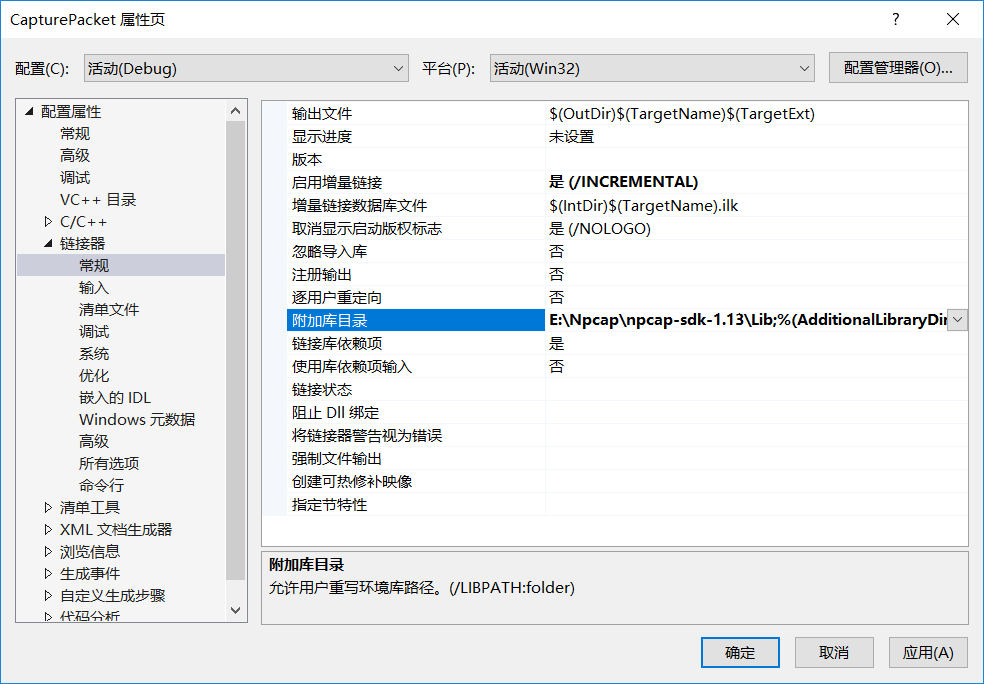 CapturePacket 属性页
配置(C): 活动(Debug) 平台(P): 活动(Win32) 配置管理器(O)...
配置属性
常规
高级
调试
VC++ 目录
C/C++
链接器
常规
输入
清单文件
调试
系统
优化
嵌入的 IDL
Windows 元数据
高级
所有选项
命令行
清单工具
XML 文档生成器
浏览信息
生成事件
自定义生成步骤
代码分析
输出文件 $(OutDir)$(TargetName)$(TargetExt)
显示进度 未设置
版本
启用增量链接 是 (/INCREMENTAL)
增量链接数据库文件 $(IntDir)$(TargetName).ilk
取消显示启动版权标志 是 (/NOLOGO)
忽略导入库 否
注册输出 否
逐用户重定向 否
附加库目录 E:\Npcap\npcap-sdk-1.13\Lib;%(AdditionalLibraryDir
链接库依赖项 是
使用库依赖项输入 否
链接状态
阻止 Dll 绑定
将链接器警告视为错误
强制文件输出
创建可热修补映像
指定节特性
附加库目录
允许用户重写环境库路径。(/LIBPATH:folder)
确定 取消 应用(A)